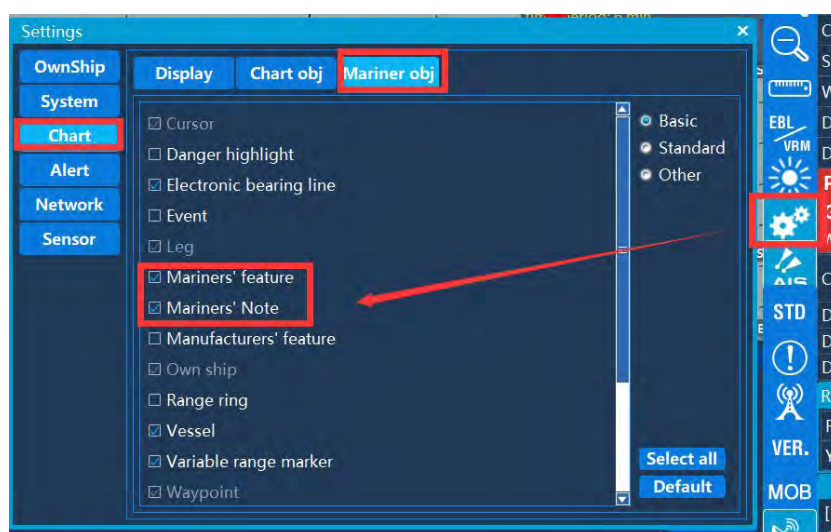 Settings
×
OwnShip
System
Chart
Alert
Network
Sensor
Display
Chart obj
Mariner obj
Cursor
Danger highlight
Electronic bearing line
Event
Leg
Mariners' feature
Mariners' Note
Manufacturers' feature
Own ship
Range ring
Vessel
Variable range marker
Waypoint
Basic
Standard
Other
Select all
Default
EBL
VRM
AIS
STD
VER.
MOB